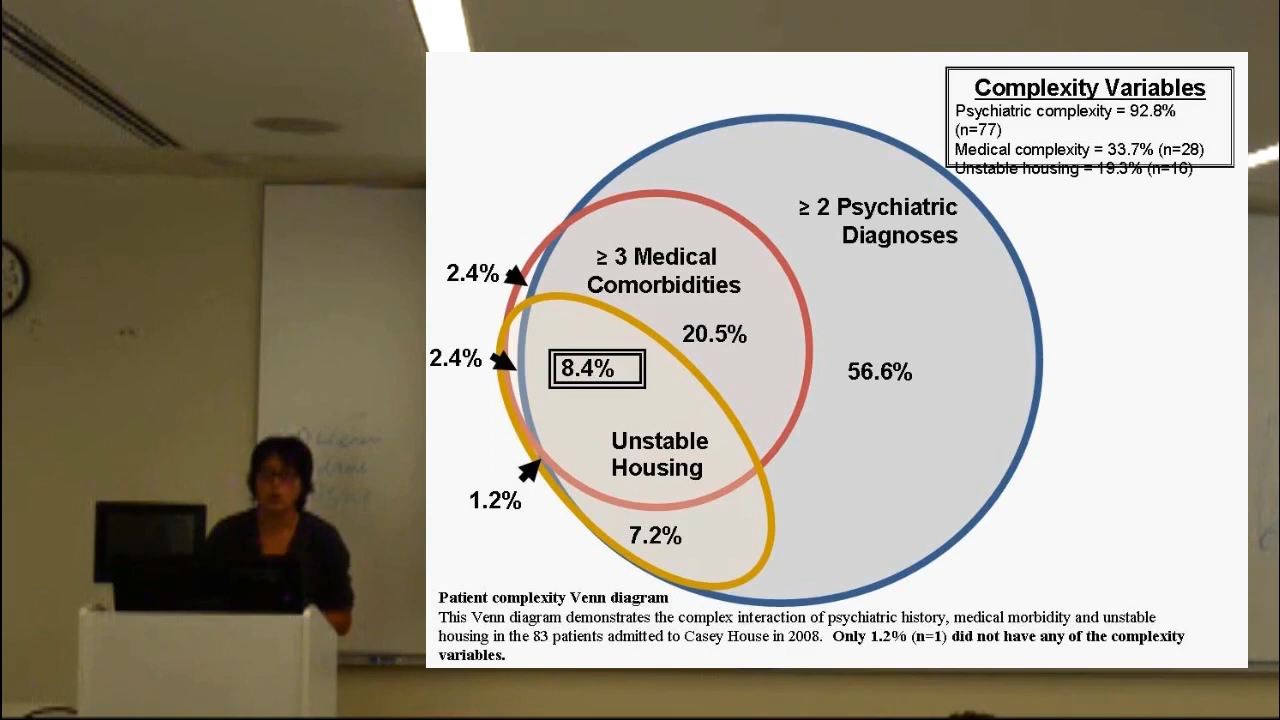 Complexity Variables
Psychiatric complexity = 92.8%
(n=77)
Medical complexity = 33.7% (n=28)
Unstable housing = 19.3% (n=16)
≥ 2 Psychiatric
Diagnoses
≥ 3 Medical
Comorbidities
2.4%
20.5%
2.4%
8.4%
56.6%
Unstable
Housing
1.2%
7.2%
Patient complexity Venn diagram
This Venn diagram demonstrates the complex interaction of psychiatric history, medical morbidity and unstable
housing in the 83 patients admitted to Casey House in 2008. Only 1.2% (n=1) did not have any of the complexity
variables.